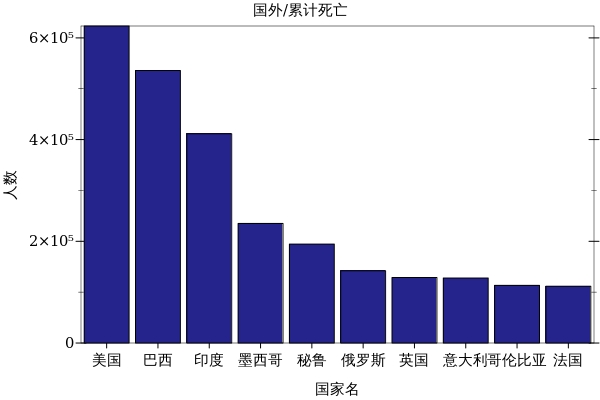 国外/累计死亡
6×10⁵
4×10⁵
2×10⁵
0
人数
美国 巴西 印度 墨西哥 秘鲁 俄罗斯 英国 意大利 哥伦比亚 法国
国家名